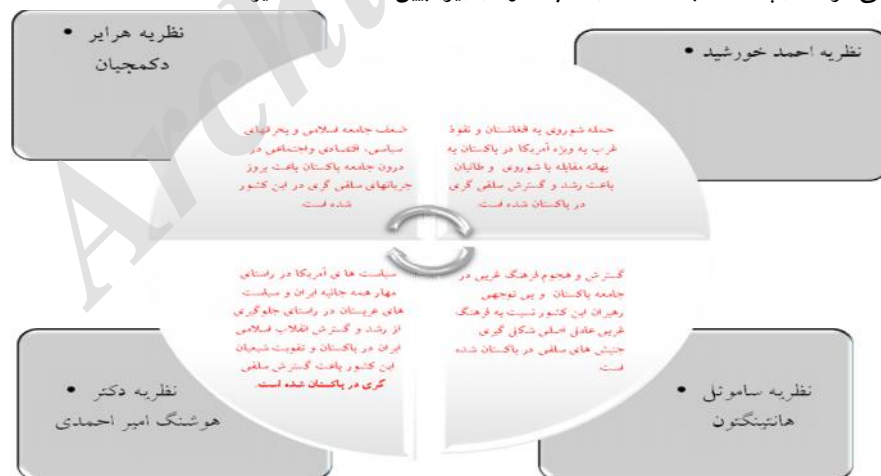 نظریه احمد خورشید •
نظریه هرایر •
دکمجیان
حمله شوروی به افغانستان و نفوذ
غرب به ویژه آمریکا در پاکستان به
بهانه مقابله با شوروی و طالبان
باعث رشد و گسترش سلفی گری
در پاکستان شده است.
ضعف جامعه اسلامی و بحرانهای
سیاسی، اقتصادی واجتماعی در
درون جامعه پاکستان باعث بروز
جریانهای سلفی گری در این کشور
شده است.
گسترش و هجوم فرهنگ غربی در
جامعه پاکستان و بی توجهی
رهبران این کشور نسبت به فرهنگ
غربی عاملی اصلی شکل گیری
جنبش های سلفی در پاکستان شده
است.
سیاست های آمریکا در راستای
مهار همه جانبه ایران و سیاست
های عربستان در راستای جلوگیری
از رشد و گسترش انقلاب اسلامی
ایران در پاکستان و تقویت شیعیان
این کشور باعث گسترش سلفی
گری در پاکستان شده است.
نظریه ساموئل •
هانتینگتون
نظریه دکتر •
هوشنگ امیر احمدی